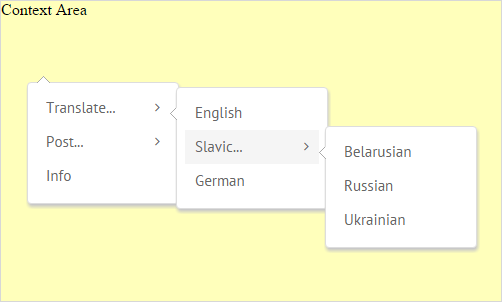 Context Area
Translate...
Post...
Info
English
Slavic...
German
Belarusian
Russian
Ukrainian